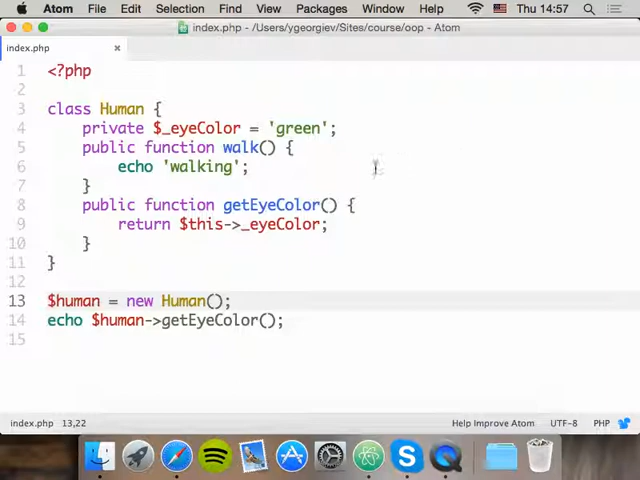 Atom File Edit Selection Find View Packages Window Help Thu 14:57
index.php - /Users/ygeorgiev/Sites/course/oop - Atom
index.php
1 <?php
2
3 class Human {
4 private $_eyeColor = 'green';
5 public function walk() {
6 echo 'walking';
7 }
8 public function getEyeColor() {
9 return $this->_eyeColor;
10 }
11 }
12
13 $human = new Human();
14 echo $human->getEyeColor();
15
index.php 13,22 Help Improve Atom UTF-8 PHP